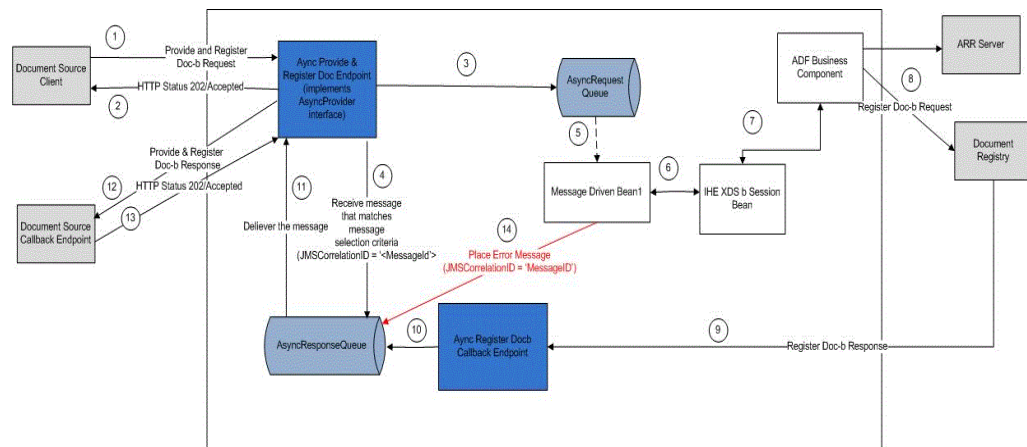 1
Provide and Register
Doc-b Request
Document Source
Client
HTTP Status 202/Accepted
2
Aync Provide &
Register Doc Endpoint
(implements
AsyncProvider
interface)
3
AsyncRequest
Queue
ADF Business
Component
ARR Server
8
Register Doc-b Request
Document
Registry
5
7
6
Message Driven Bean1
IHE XDS b Session
Bean
Provide & Register
Doc-b Response
12
HTTP Status 202/Accepted
13
Document Source
Callback Endpoint
11
Deliever the message
4
Receive message
that matches
message
selection criteria
(JMSCorrelationID = '<MessageId'>
14
Place Error Message
(JMSCorrelationID = 'MessageID')
AsyncResponseQueue
10
Aync Register Docb
Callback Endpoint
9
Register Doc-b Response